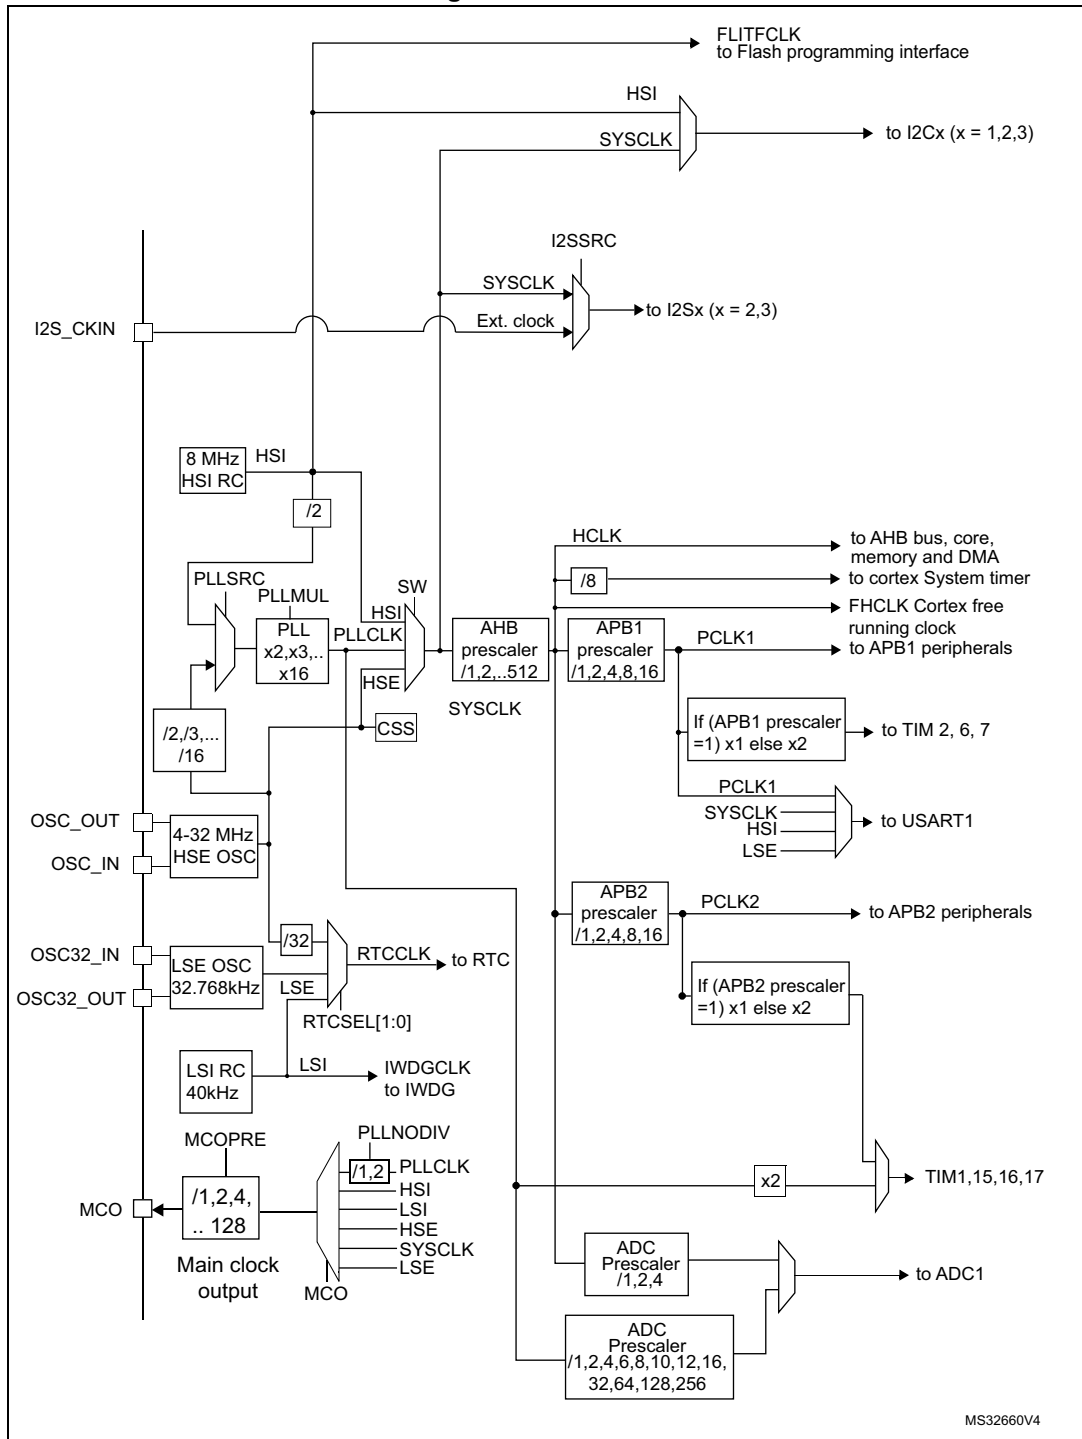 FLITFCLK
to Flash programming interface
HSI
to I2Cx (x = 1,2,3)
SYSCLK
I2SSRC
SYSCLK
to I2Sx (x = 2,3)
I2S_CKIN
Ext. clock
8 MHz
HSI RC
HSI
/2
HCLK
to AHB bus, core,
memory and DMA
/8
to cortex System timer
FHCLK Cortex free
running clock
PLLSRC
PLLMUL
SW
PLL
x2,x3,..
x16
HSI
PLLCLK
HSE
AHB
prescaler
/1,2,..512
SYSCLK
APB1
prescaler
/1,2,4,8,16
PCLK1
to APB1 peripherals
CSS
/2,/3,...
/16
If (APB1 prescaler
=1) x1 else x2
to TIM 2, 6, 7
PCLK1
SYSCLK
HSI
LSE
to USART1
OSC_OUT
OSC_IN
4-32 MHz
HSE OSC
APB2
prescaler
/1,2,4,8,16
PCLK2
to APB2 peripherals
/32
OSC32_IN
OSC32_OUT
LSE OSC
32.768kHz
LSE
RTCCLK
to RTC
RTCSEL[1:0]
If (APB2 prescaler
=1) x1 else x2
LSI RC
40kHz
LSI
IWDGCLK
to IWDG
MCOPRE
PLLNODIV
/1,2
PLLCLK
HSI
LSI
HSE
SYSCLK
LSE
MCO
/1,2,4,
.. 128
Main clock
output
MCO
x2
TIM1,15,16,17
ADC
Prescaler
/1,2,4
to ADC1
ADC
Prescaler
/1,2,4,6,8,10,12,16,
32,64,128,256
MS32660V4